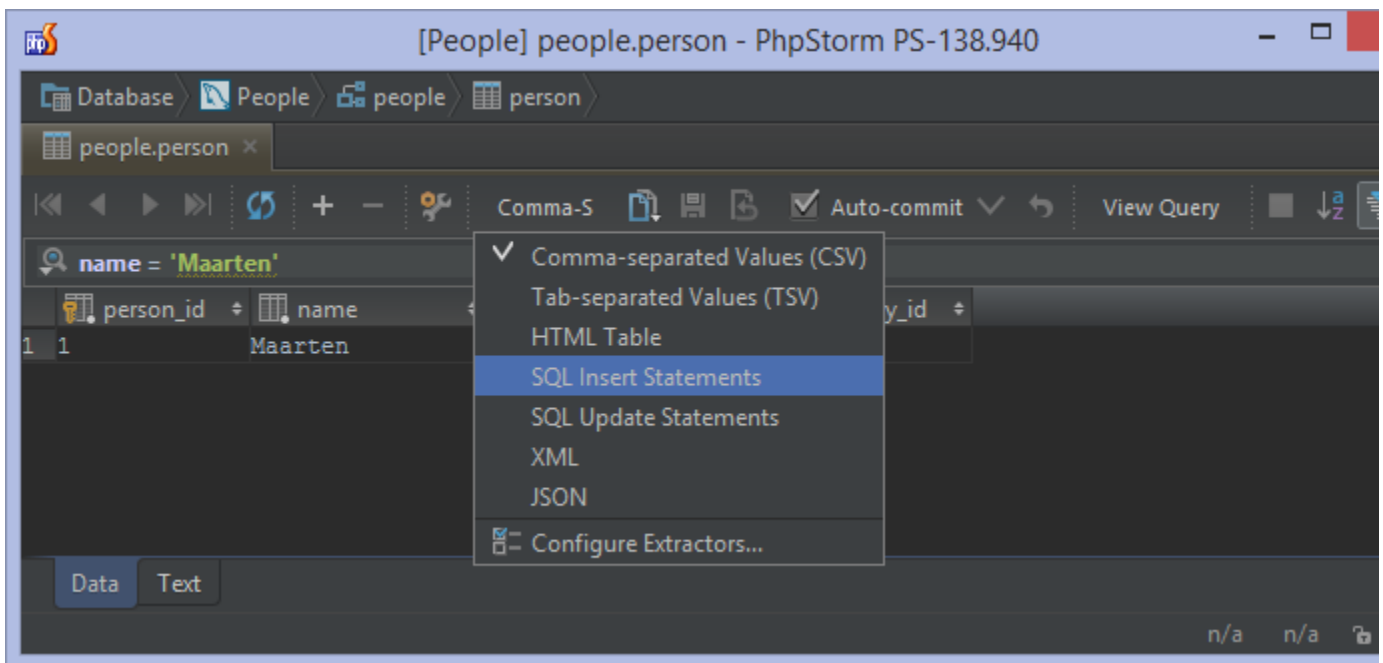 [People] people.person - PhpStorm PS-138.940
Database People people person
people.person
Comma-S Auto-commit View Query
name = 'Maarten'
person_id name y_id
1 1 Maarten
Comma-separated Values (CSV)
Tab-separated Values (TSV)
HTML Table
SQL Insert Statements
SQL Update Statements
XML
JSON
Configure Extractors...
Data Text
n/a n/a